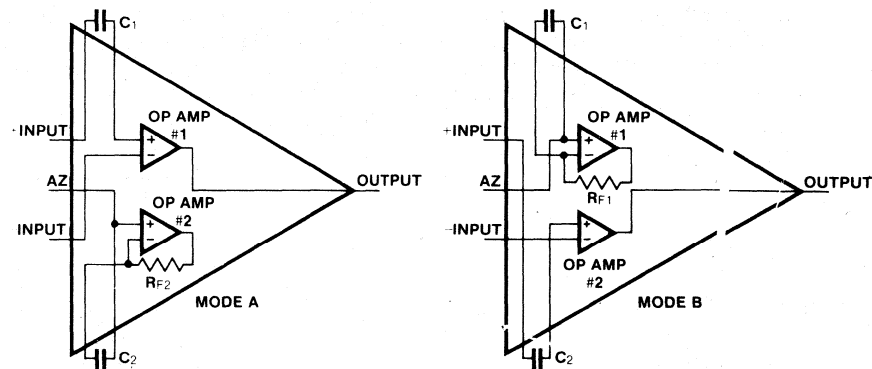 C1
+INPUT
AZ
-INPUT
OP AMP
#1
+
-
OP AMP
#2
+
-
RF2
OUTPUT
MODE A
C2
C1
+INPUT
AZ
-INPUT
OP AMP
#1
+
-
RF1
+
-
OP AMP
#2
OUTPUT
MODE B
C2